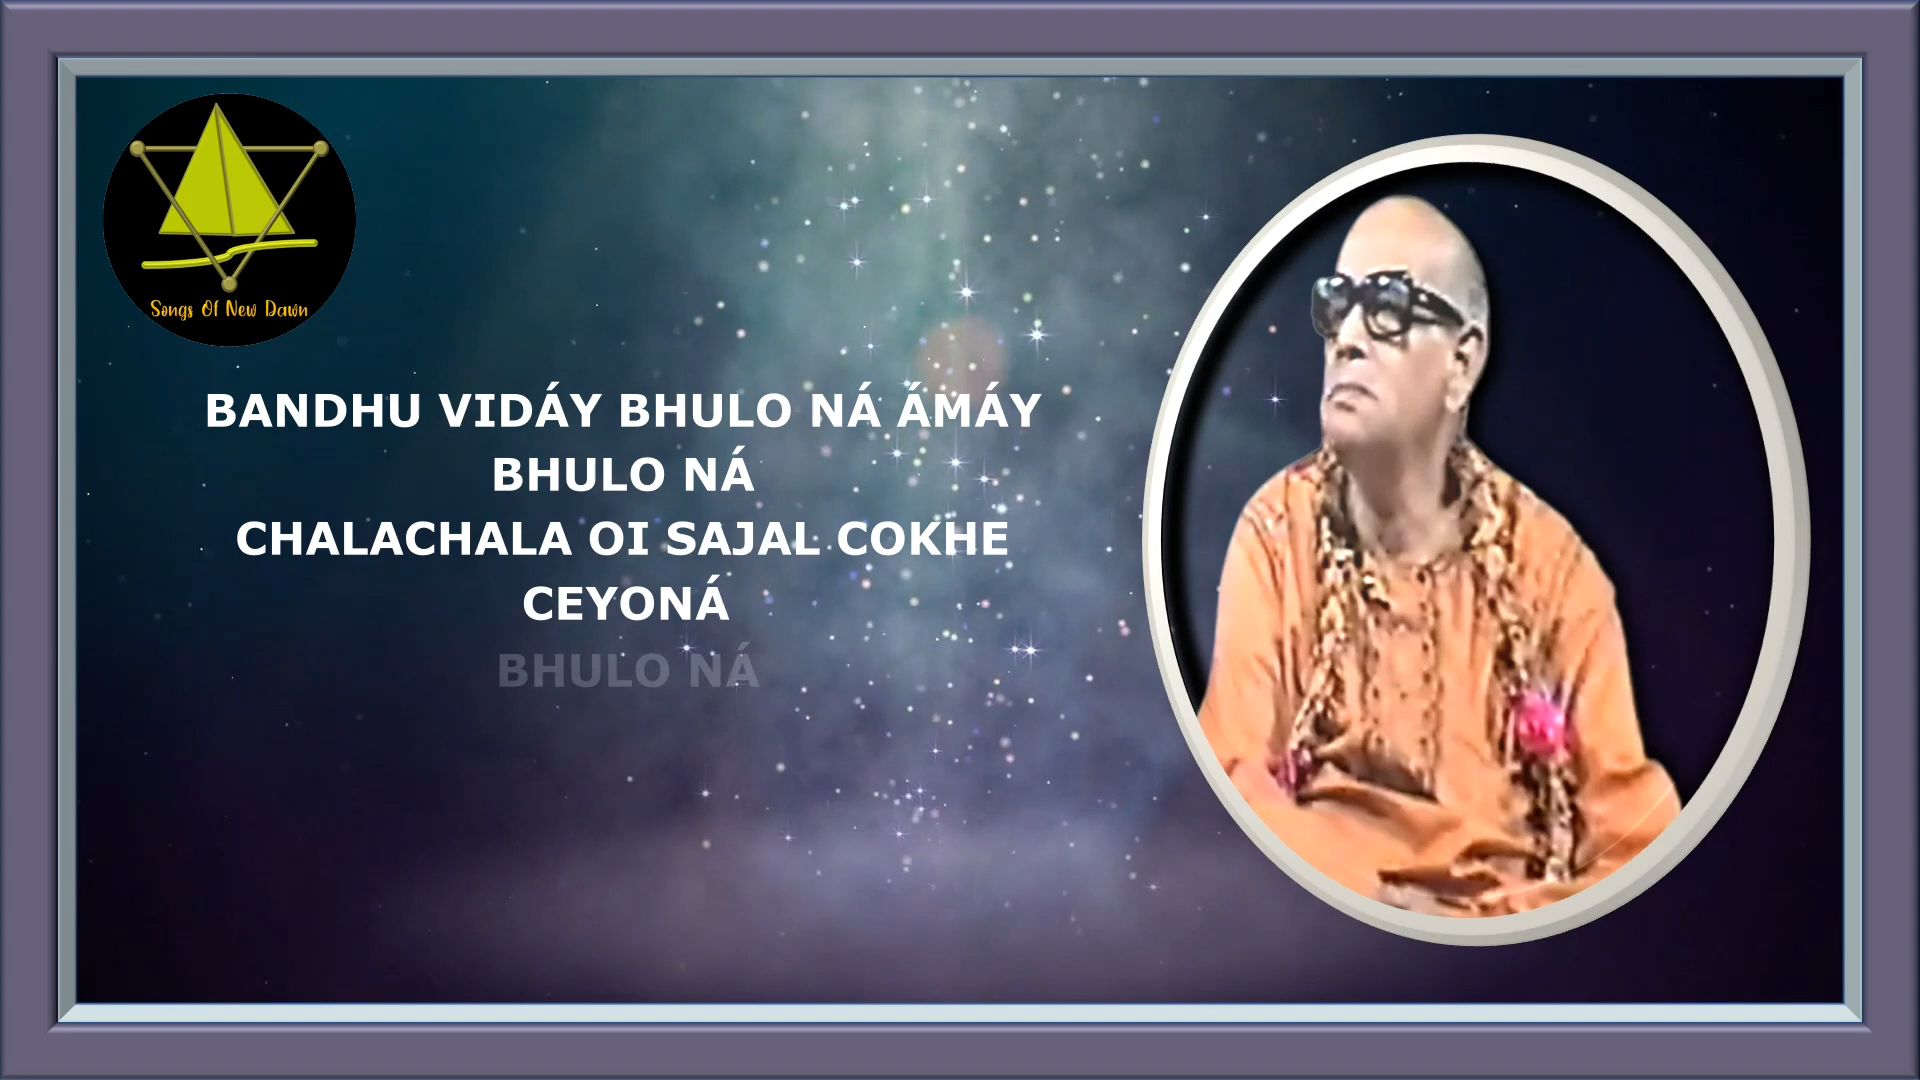 Songs Of New Dawn
BANDHU VIDÁY BHULO NÁ ÁMÁY
BHULO NÁ
CHALACHALA OI SAJAL COKHE
CEYONÁ
BHULO NÁ